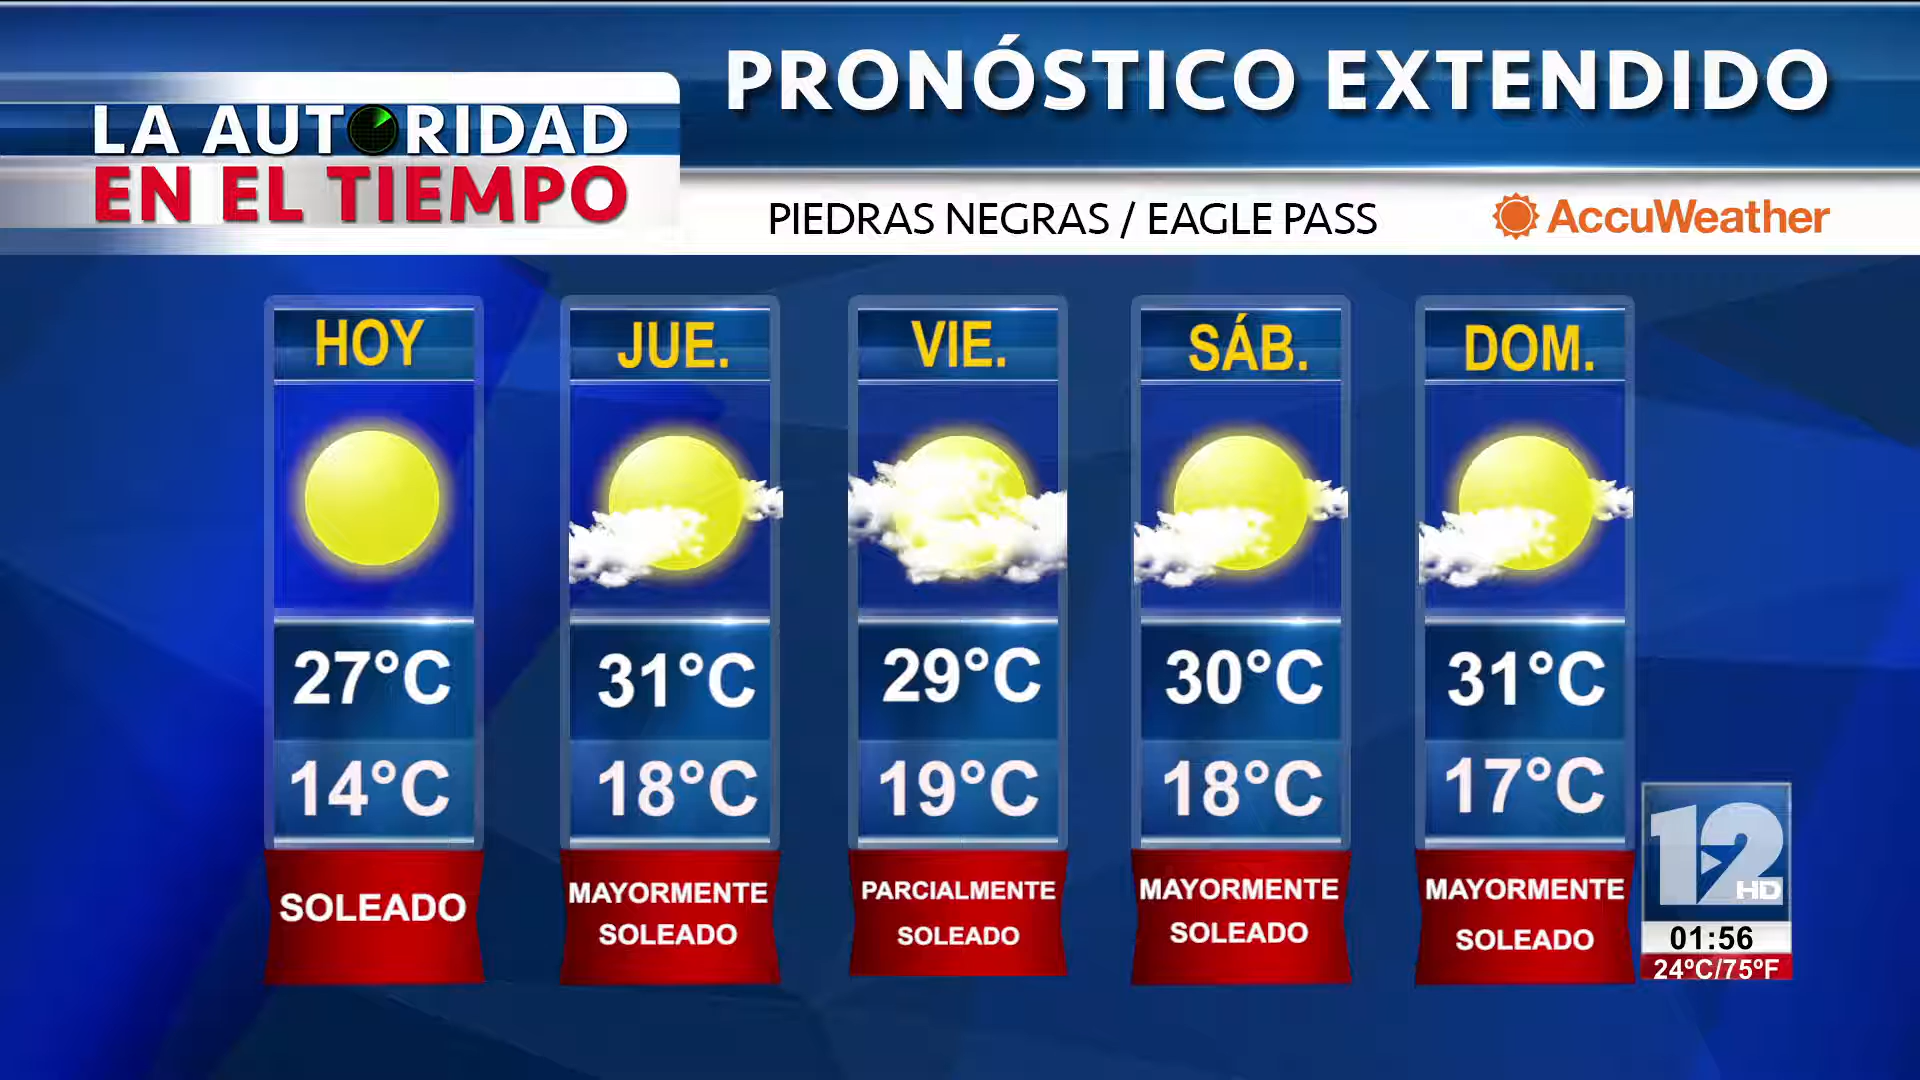 PRONÓSTICO EXTENDIDO
LA AUTORIDAD
EN EL TIEMPO
PIEDRAS NEGRAS / EAGLE PASS
AccuWeather
HOY
27°C
14°C
SOLEADO
JUE.
31°C
18°C
MAYORMENTE
SOLEADO
VIE.
29°C
19°C
PARCIALMENTE
SOLEADO
SÁB.
30°C
18°C
MAYORMENTE
SOLEADO
DOM.
31°C
17°C
MAYORMENTE
SOLEADO
12
HD
01:56
24ºC/75ºF